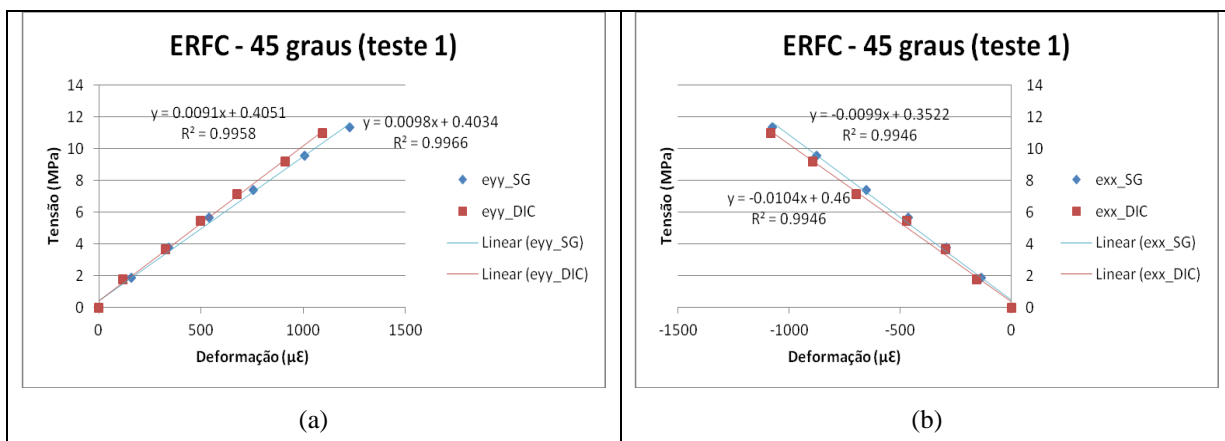 ERFC - 45 graus (teste 1)
14
12
10
8
6
4
2
0
Tensão (MPa)
y = 0.0091x + 0.4051
R² = 0.9958
y = 0.0098x + 0.4034
R² = 0.9966
0 500 1000 1500
Deformação (µƐ)
eyy_SG
eyy_DIC
Linear (eyy_SG)
Linear (eyy_DIC)
(a)
ERFC - 45 graus (teste 1)
14
12
10
8
6
4
2
0
Tensão (MPa)
y = -0.0099x + 0.3522
R² = 0.9946
y = -0.0104x + 0.46
R² = 0.9946
-1500 -1000 -500 0
Deformação (µƐ)
exx_SG
exx_DIC
Linear (exx_SG)
Linear (exx_DIC)
(b)